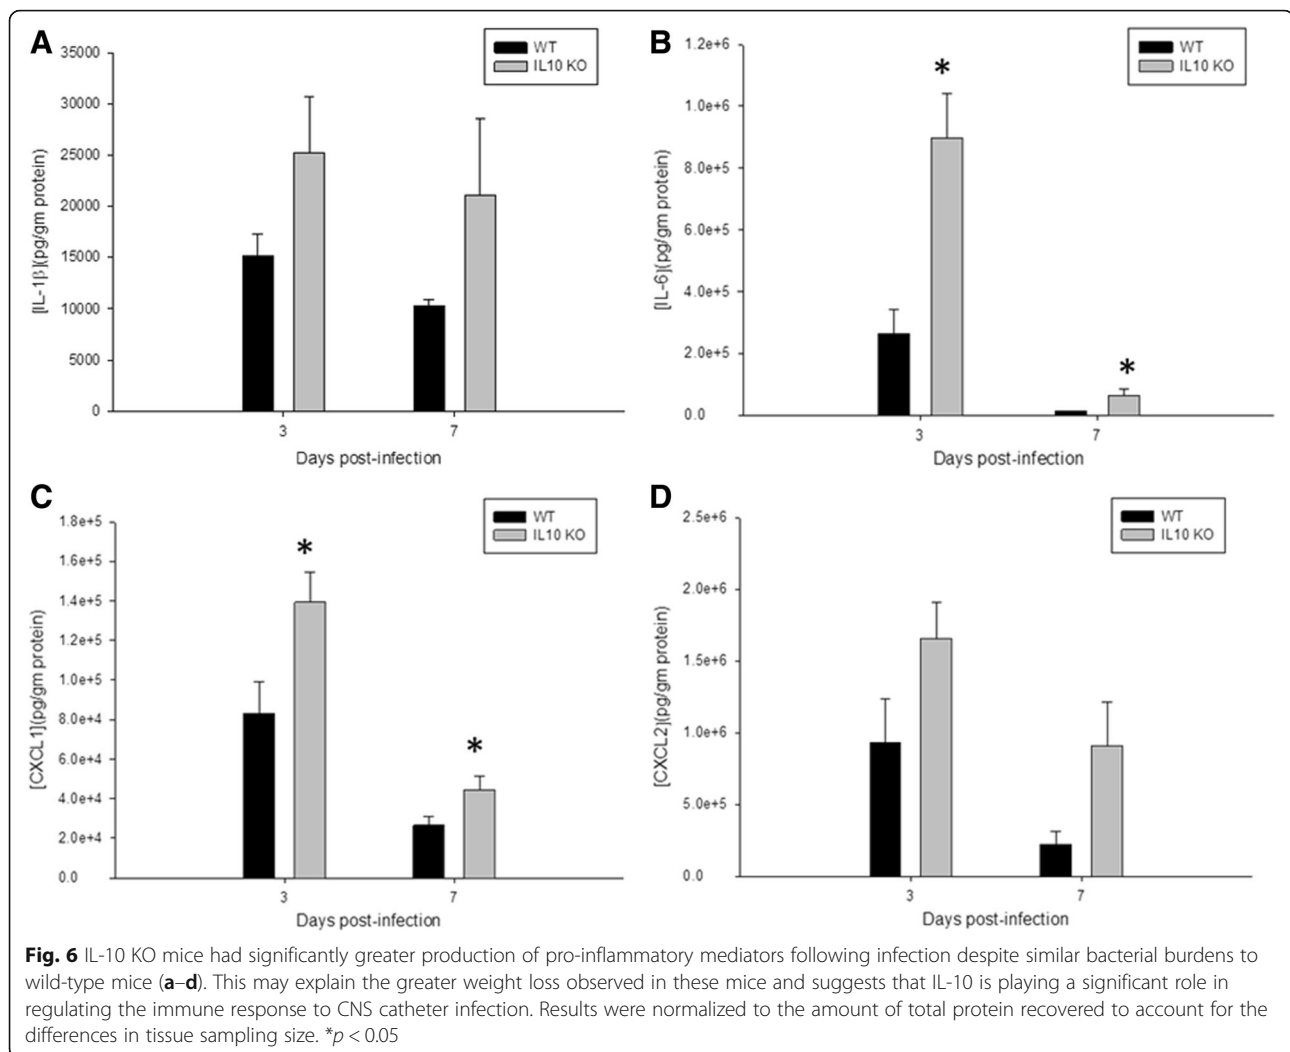 A
WT
IL10 KO
35000
30000
25000
20000
15000
10000
5000
0
[IL-1β](pg/gm protein)
3
7
Days post-infection
B
WT
IL10 KO
1.2e+6
1.0e+6
8.0e+5
6.0e+5
4.0e+5
2.0e+5
0.0
[IL-6](pg/gm protein)
*
*
3
7
Days post-infection
C
WT
IL10 KO
1.8e+5
1.6e+5
1.4e+5
1.2e+5
1.0e+5
8.0e+4
6.0e+4
4.0e+4
2.0e+4
0.0
[CXCL1](pg/gm protein)
*
*
3
7
Days post-infection
D
WT
IL10 KO
2.5e+6
2.0e+6
1.5e+6
1.0e+6
5.0e+5
0.0
[CXCL2](pg/gm protein)
3
7
Days post-infection
Fig. 6 IL-10 KO mice had significantly greater production of pro-inflammatory mediators following infection despite similar bacterial burdens to
wild-type mice (a–d). This may explain the greater weight loss observed in these mice and suggests that IL-10 is playing a significant role in
regulating the immune response to CNS catheter infection. Results were normalized to the amount of total protein recovered to account for the
differences in tissue sampling size. *p < 0.05